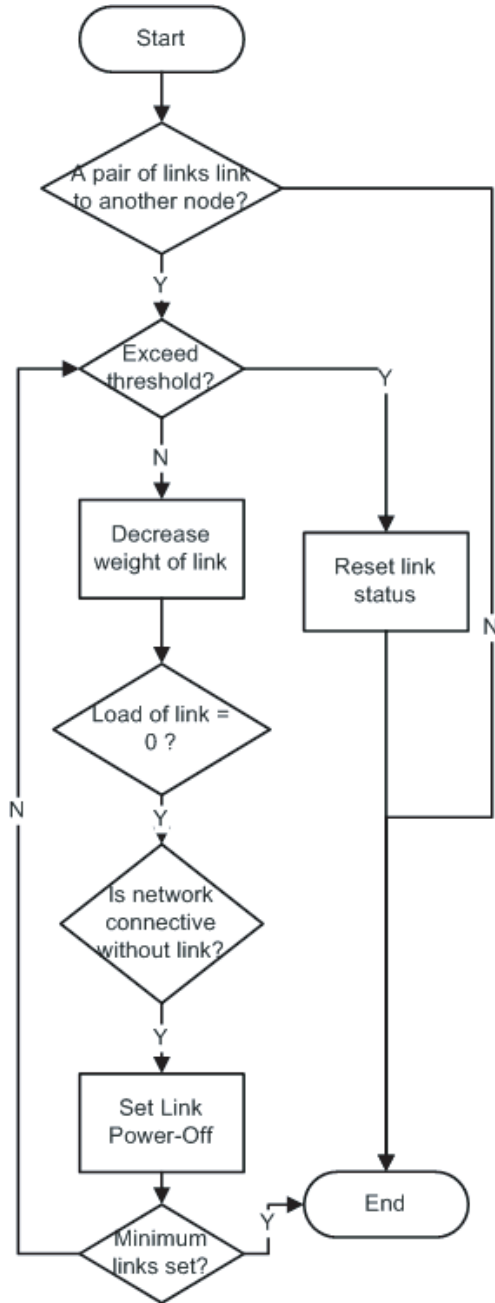 Start
A pair of links link
to another node?
Y
Exceed
threshold?
Y
N
Decrease
weight of link
Reset link
status
N
Load of link =
0 ?
N
Y
Is network
connective
without link?
Y
Set Link
Power-Off
End
Y
Minimum
links set?